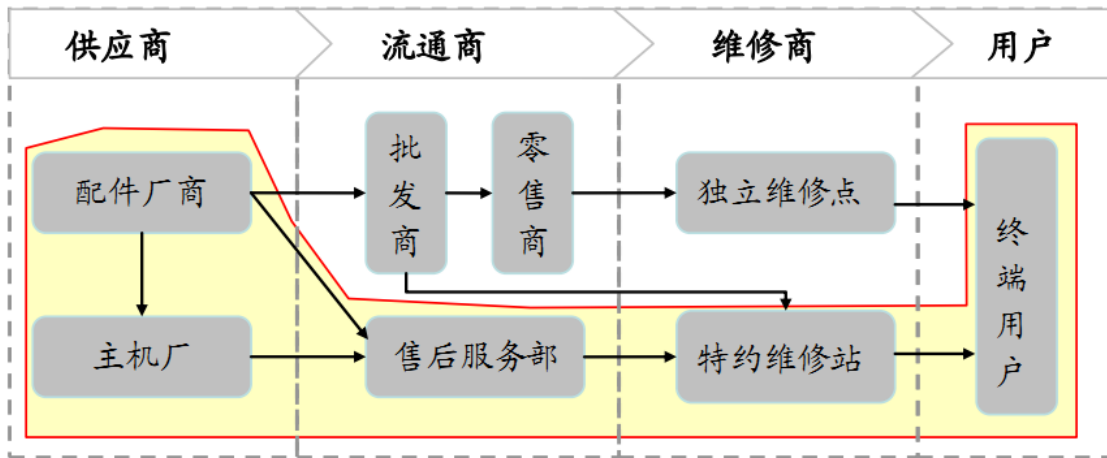 供应商
流通商
维修商
用户
配件厂商
批发商
零售商
独立维修点
终端用户
主机厂
售后服务部
特约维修站